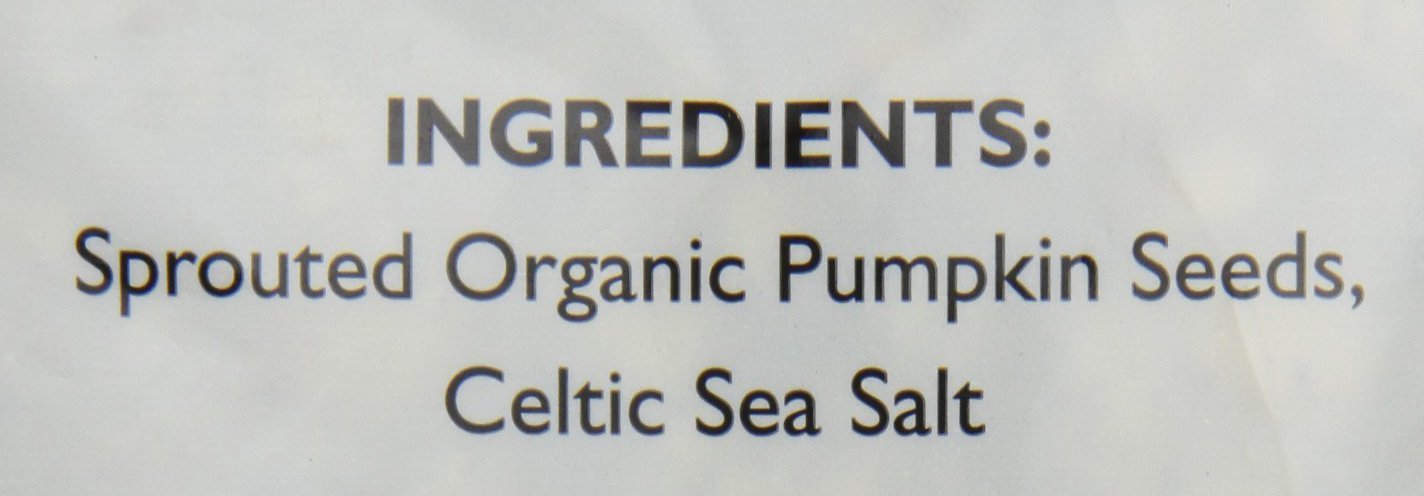 INGREDIENTS:
Sprouted Organic Pumpkin Seeds,
Celtic Sea Salt